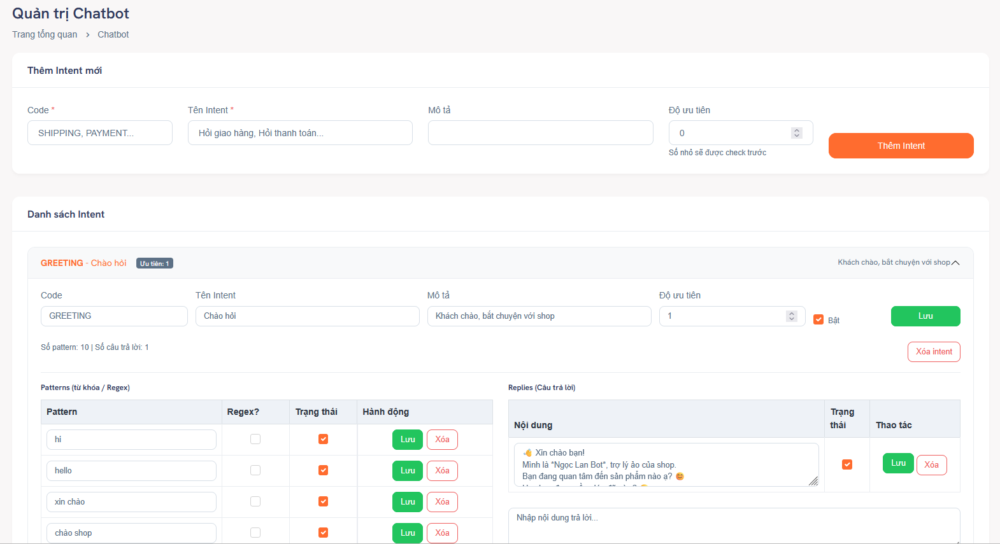 Quản trị Chatbot
Trang tổng quan > Chatbot
Thêm Intent mới
Code *
Tên Intent *
Mô tả
Độ ưu tiên
SHIPPING, PAYMENT...
Hỏi giao hàng, Hỏi thanh toán...
0
Số nhỏ sẽ được check trước
Thêm Intent
Danh sách Intent
GREETING - Chào hỏi
Ưu tiên: 1
Khách chào, bắt chuyện với shop
Code
Tên Intent
Mô tả
Độ ưu tiên
GREETING
Chào hỏi
Khách chào, bắt chuyện với shop
1
Bật
Lưu
Số pattern: 10 | Số câu trả lời: 1
Xóa intent
Patterns (từ khóa / Regex)
Pattern
Regex?
Trạng thái
Hành động
hi
Lưu
Xóa
hello
Lưu
Xóa
xin chào
Lưu
Xóa
chào shop
Lưu
Xóa
Replies (Câu trả lời)
Nội dung
Trạng thái
Thao tác
👋 Xin chào bạn!
Mình là *Ngọc Lan Bot*, trợ lý ảo của shop.
Bạn đang quan tâm đến sản phẩm nào ạ? 😊
Lưu
Xóa
Nhập nội dung trả lời...